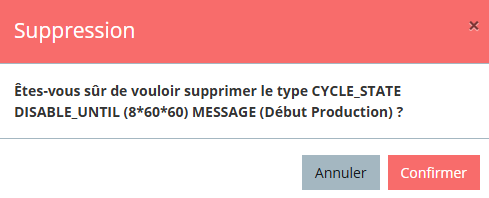 Suppression
×
Êtes-vous sûr de vouloir supprimer le type CYCLE_STATE
DISABLE_UNTIL (8*60*60) MESSAGE (Début Production) ?
Annuler
Confirmer